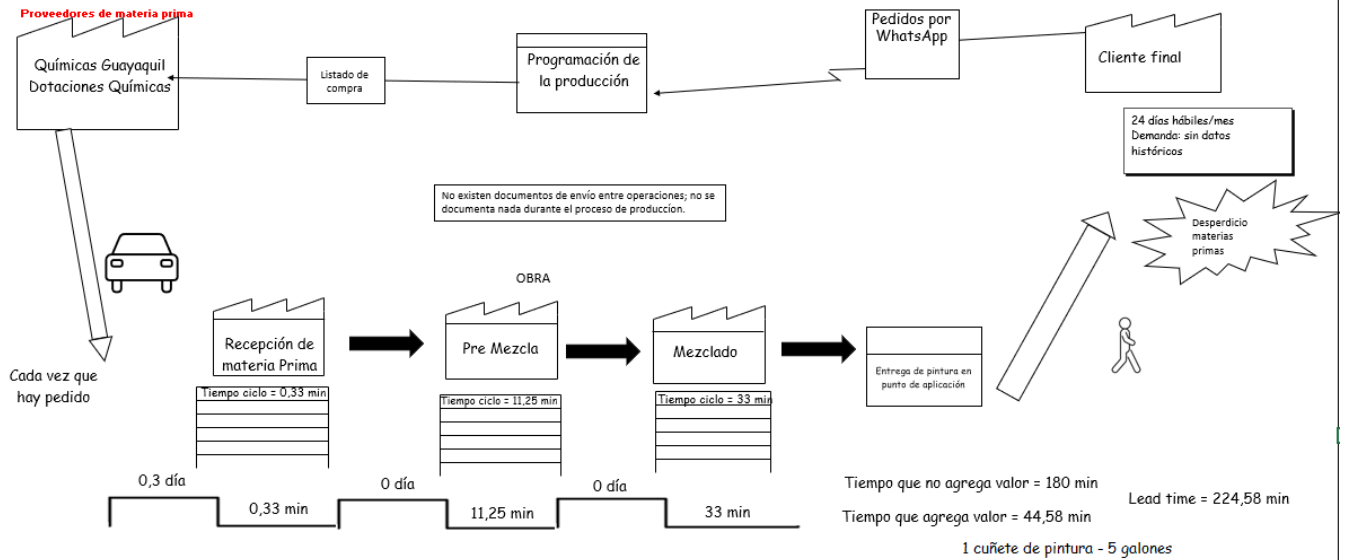 Proveedores de materia prima
Químicas Guayaquil
Dotaciones Químicas
Listado de
compra
Programación de
la producción
Pedidos por
WhatsApp
Cliente final
24 días hábiles/mes
Demanda: sin datos
históricos
No existen documentos de envío entre operaciones; no se
documenta nada durante el proceso de produccíon.
Desperdicio
materias
primas
OBRA
Cada vez que
hay pedido
Recepción de
materia Prima
Pre Mezcla
Mezclado
Entrega de pintura en
punto de aplicación
Tiempo ciclo = 0,33 min
Tiempo ciclo = 11,25 min
Tiempo ciclo = 33 min
0,3 día
0,33 min
0 día
11,25 min
0 día
33 min
Tiempo que no agrega valor = 180 min
Tiempo que agrega valor = 44,58 min
Lead time = 224,58 min
1 cuñete de pintura - 5 galones